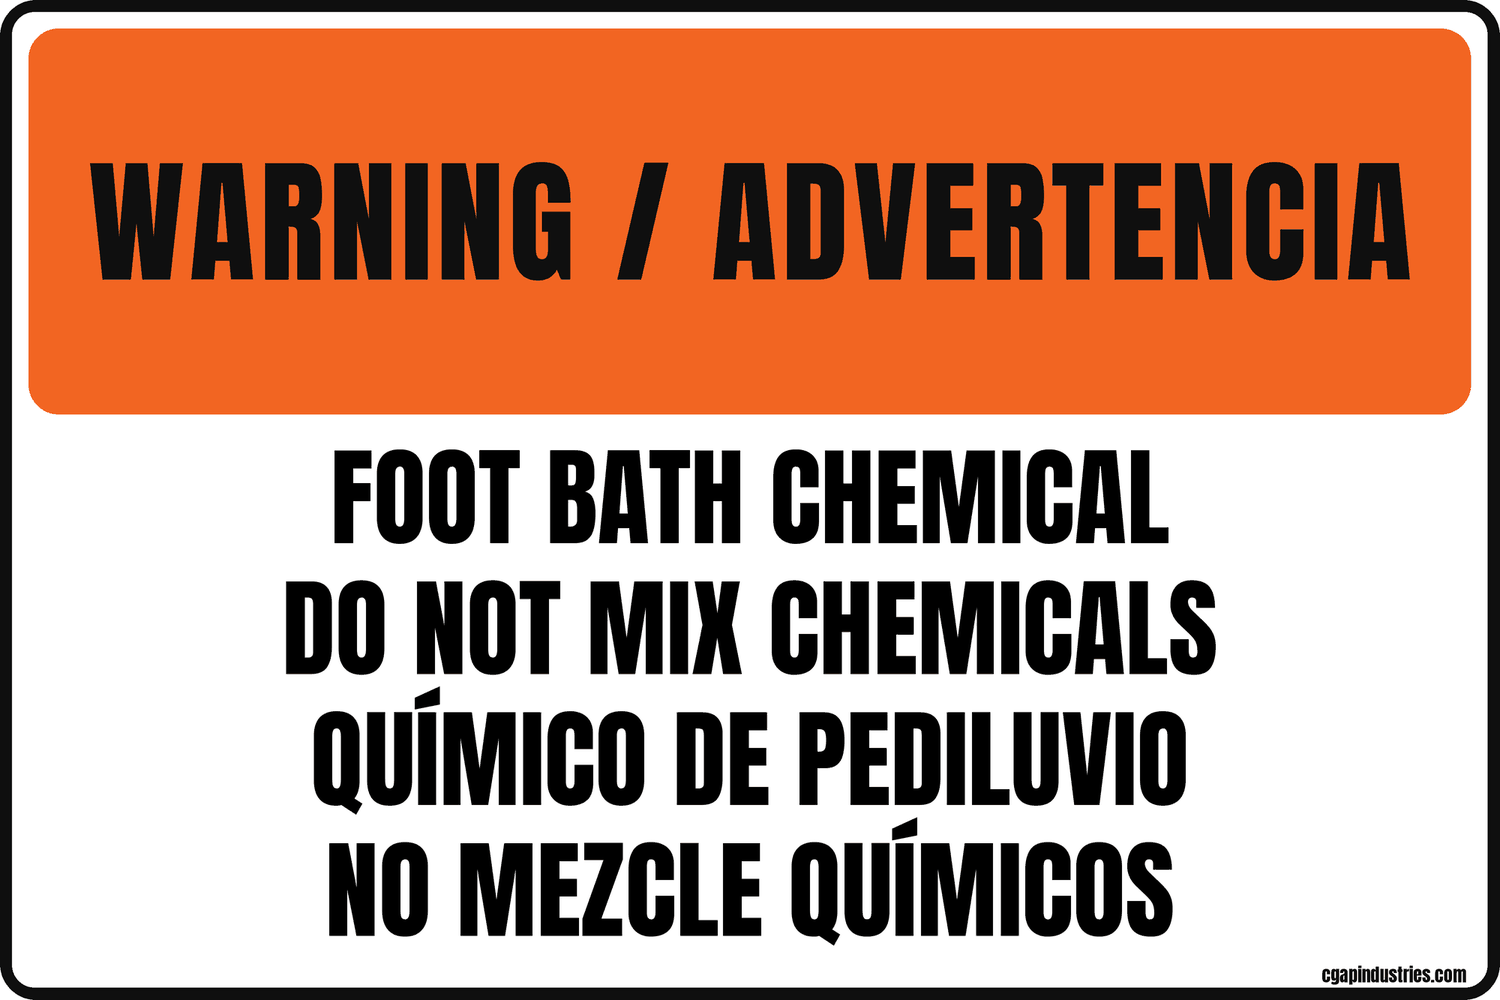 WARNING / ADVERTENCIA
FOOT BATH CHEMICAL
DO NOT MIX CHEMICALS
QUÍMICO DE PEDILUVIO
NO MEZCLE QUÍMICOS
cgapindustries.com